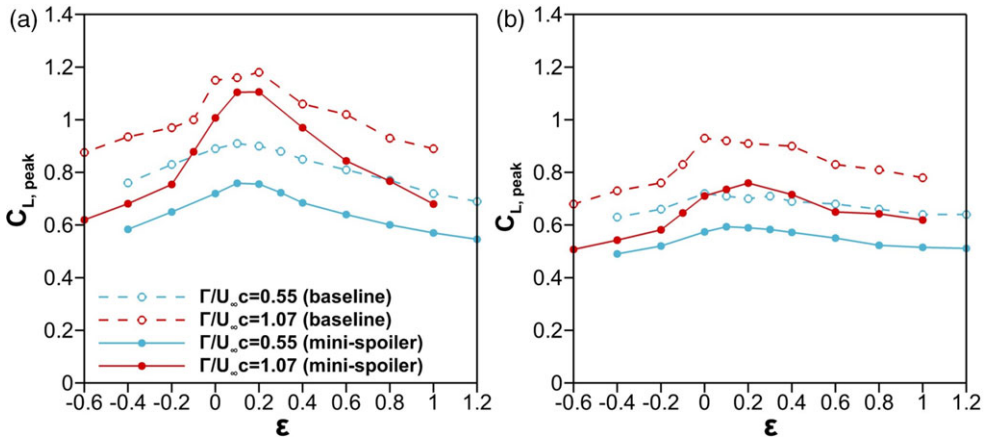 (a)
1.4
1.2
1
0.8
0.6
0.4
0.2
0
C_L, peak
-0.6 -0.4 -0.2 0 0.2 0.4 0.6 0.8 1 1.2
ε
Γ/U∞c=0.55 (baseline)
Γ/U∞c=1.07 (baseline)
Γ/U∞c=0.55 (mini-spoiler)
Γ/U∞c=1.07 (mini-spoiler)
(b)
1.4
1.2
1
0.8
0.6
0.4
0.2
0
C_L, peak
-0.6 -0.4 -0.2 0 0.2 0.4 0.6 0.8 1 1.2
ε